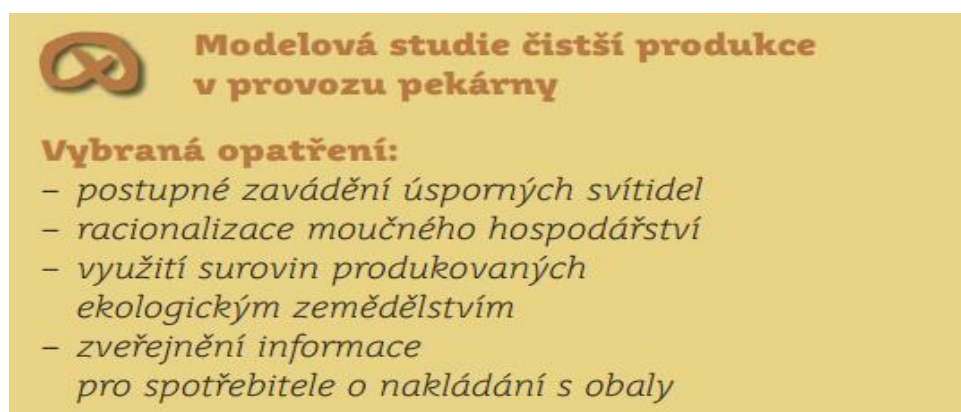 Modelová studie čistší produkce
v provozu pekárny
Vybraná opatření:
– postupné zavádění úsporných svítidel
– racionalizace moučného hospodářství
– využití surovin produkovaných
ekologickým zemědělstvím
– zveřejnění informace
pro spotřebitele o nakládání s obaly